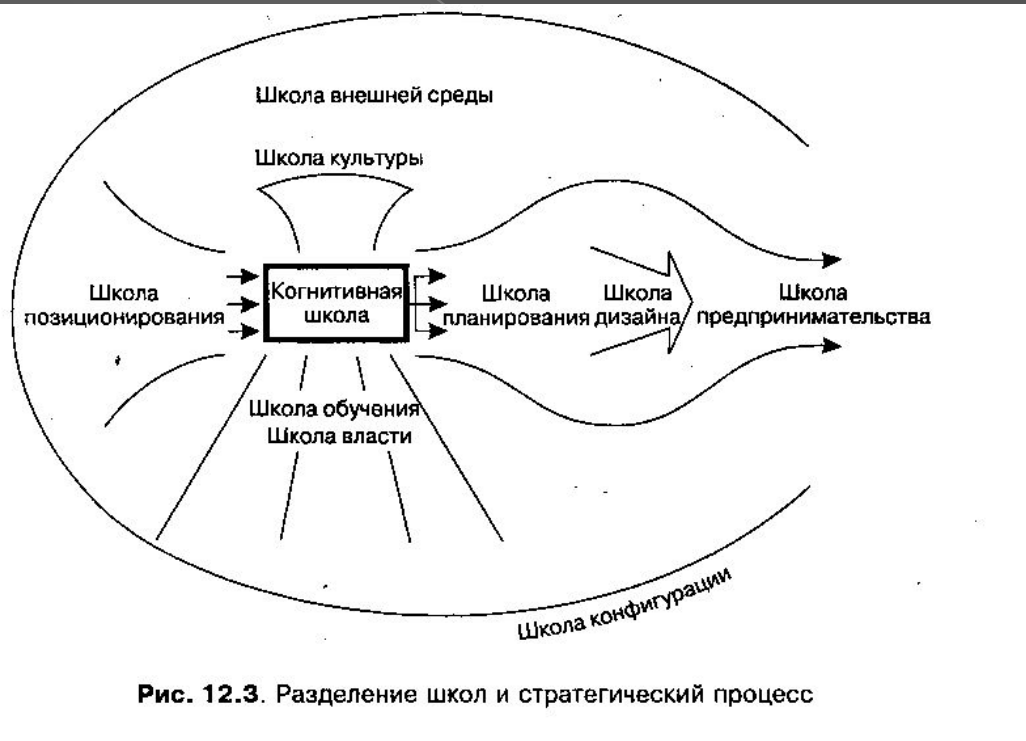 Школа внешней среды
Школа культуры
Школа
позиционирования
Когнитивная
школа
Школа
планирования
Школа
дизайна
Школа
предпринимательства
Школа обучения
Школа власти
Школа конфигурации
Рис. 12.3. Разделение школ и стратегический процесс